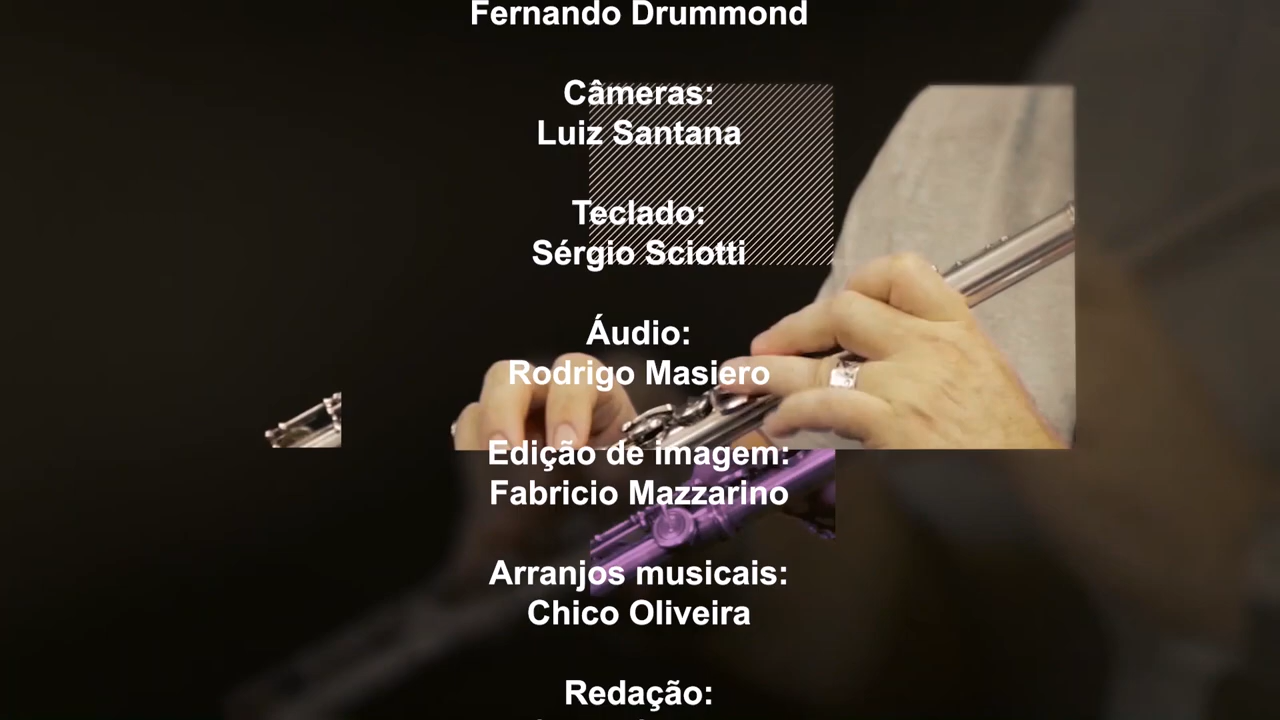 Fernando Drummond
Câmeras:
Luiz Santana
Teclado:
Sérgio Sciotti
Áudio:
Rodrigo Masiero
Edição de imagem:
Fabricio Mazzarino
Arranjos musicais:
Chico Oliveira
Redação: